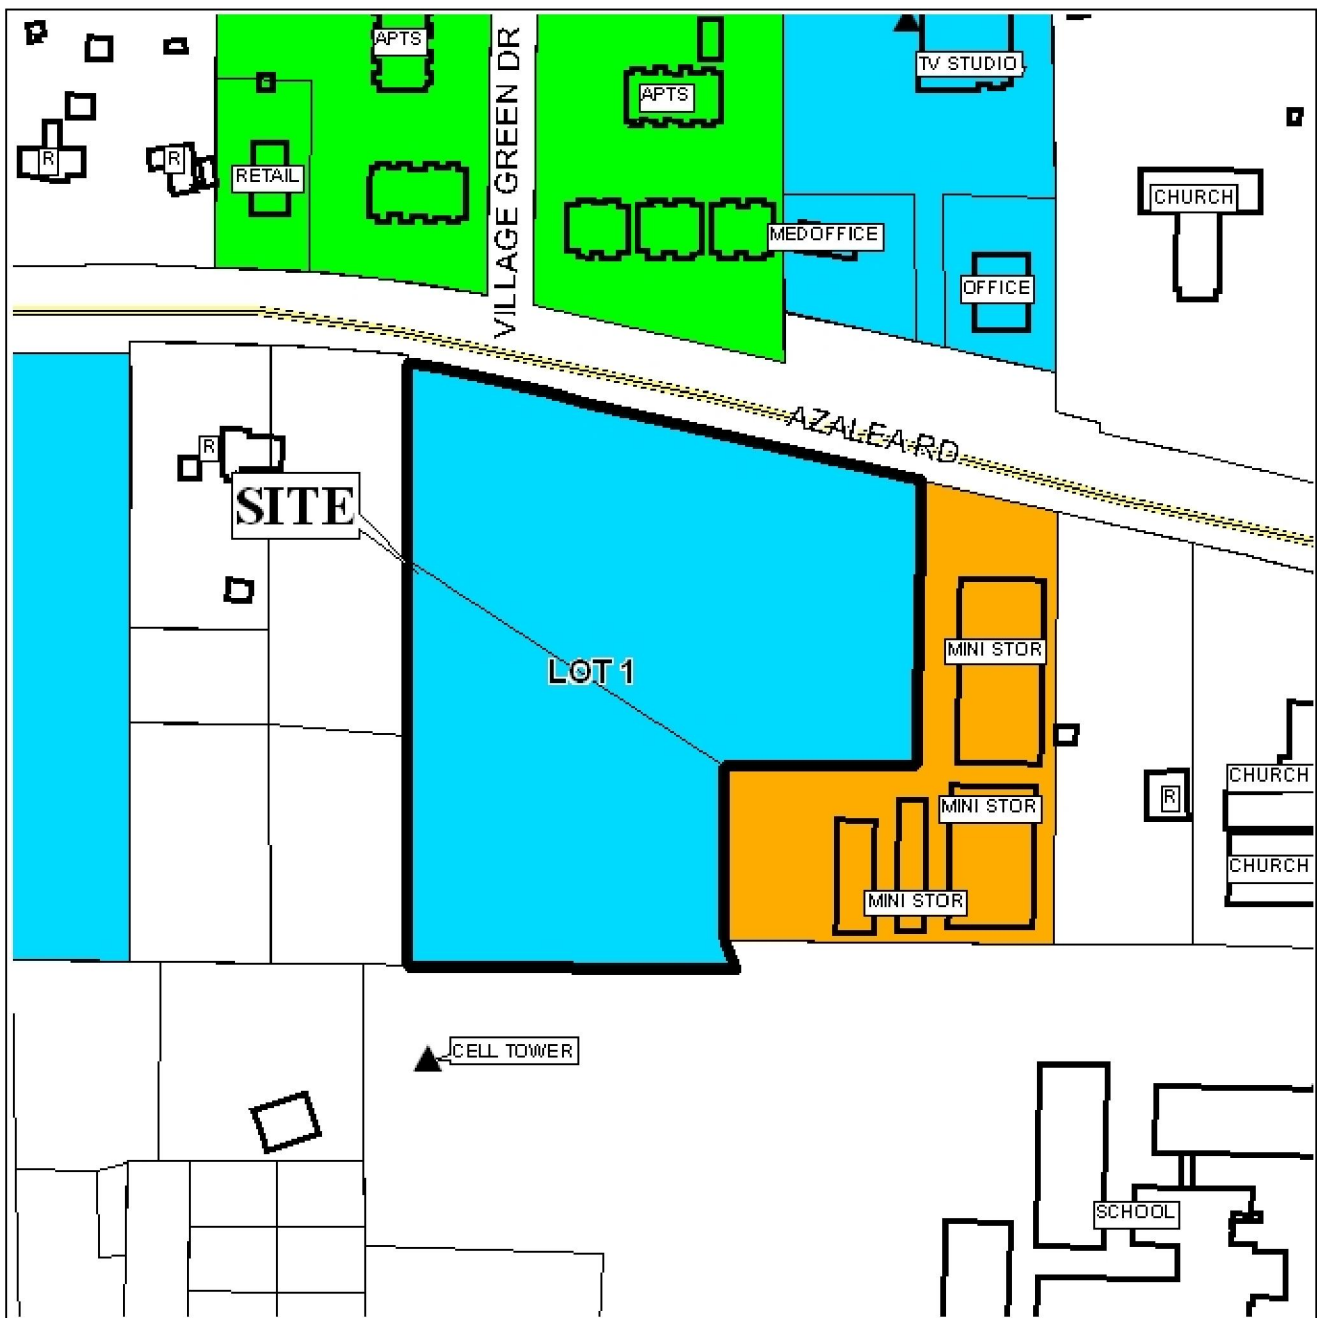 APTS
VILLAGE GREEN DR
TV STUDIO
APTS
R
R
RETAIL
CHURCH
MEDOFFICE
OFFICE
AZALEA RD
R
SITE
MINI STOR
LOT 1
CHURCH
R
MINI STOR
CHURCH
MINI STOR
CELL TOWER
SCHOOL